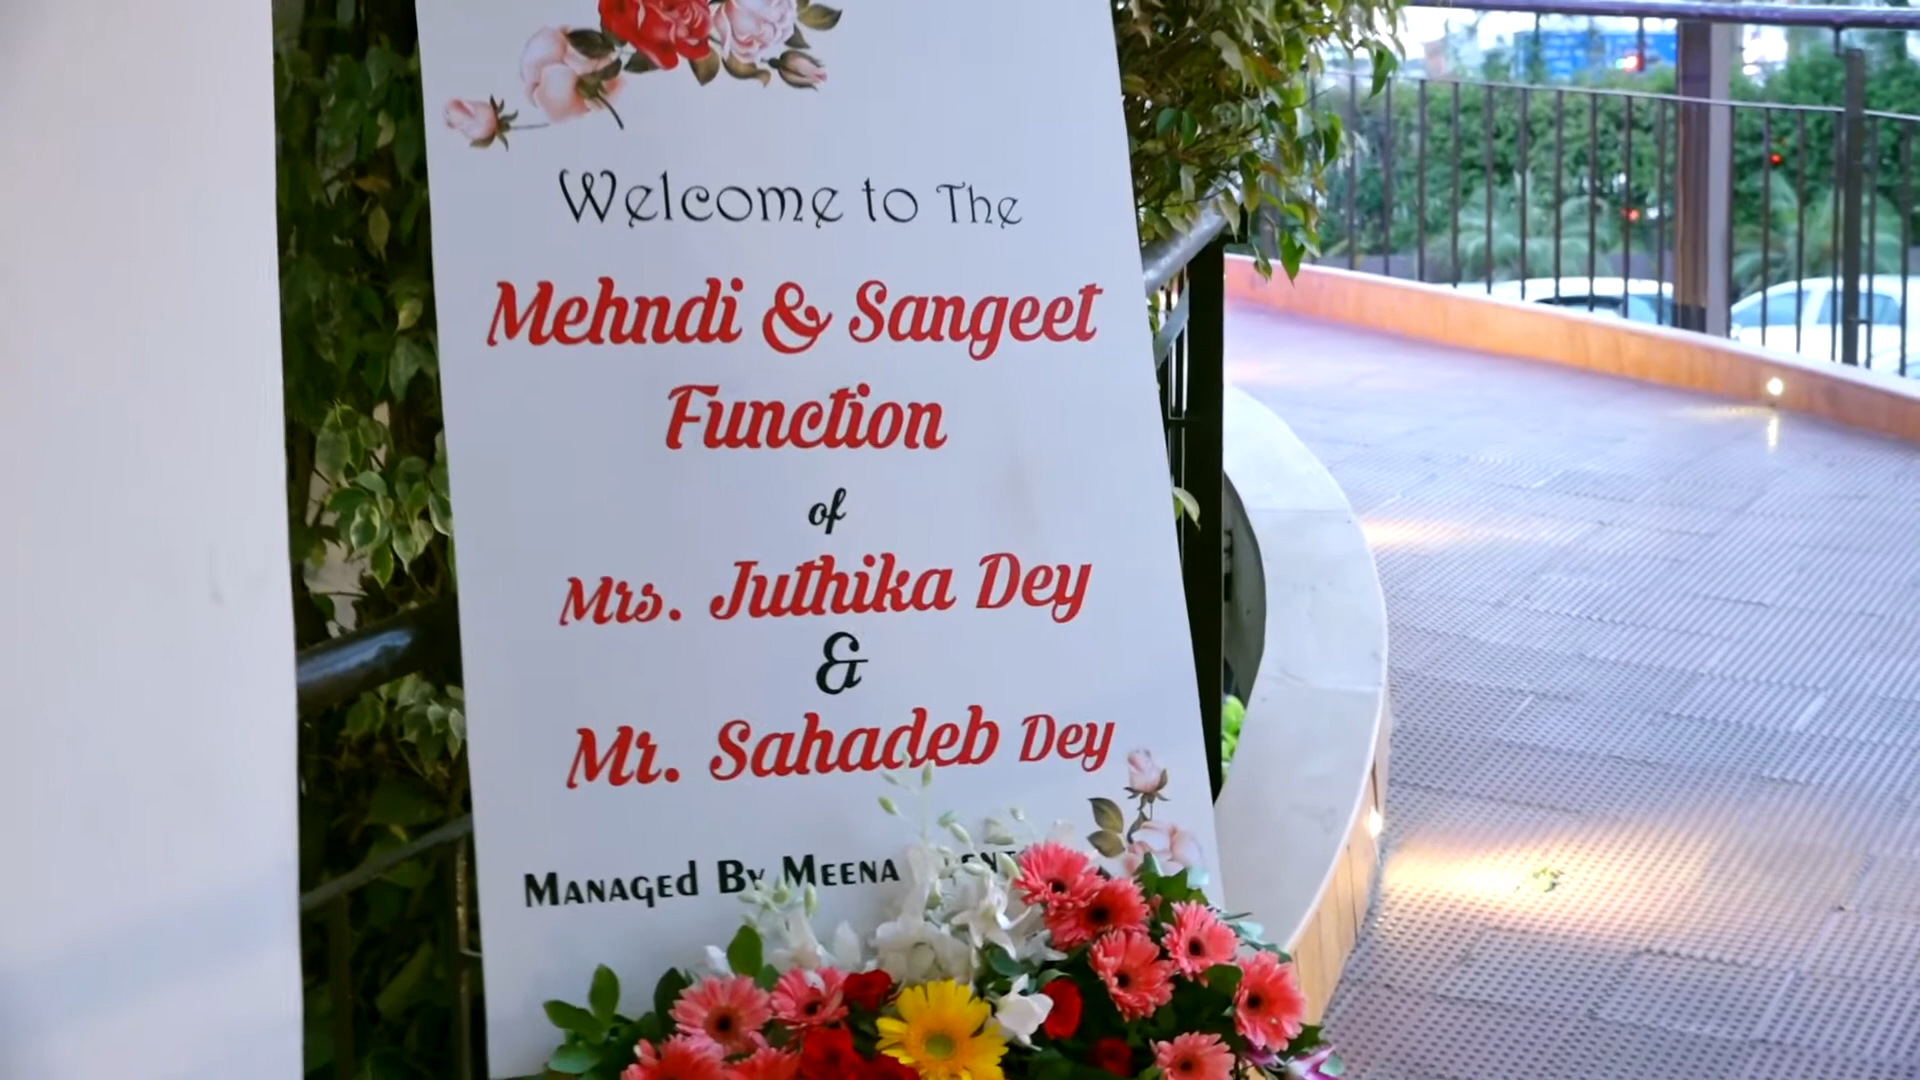 Welcome to The
Mehndi & Sangeet
Function
of
Mrs. Juthika Dey
&
Mr. Sahadeb Dey
Managed By Meena